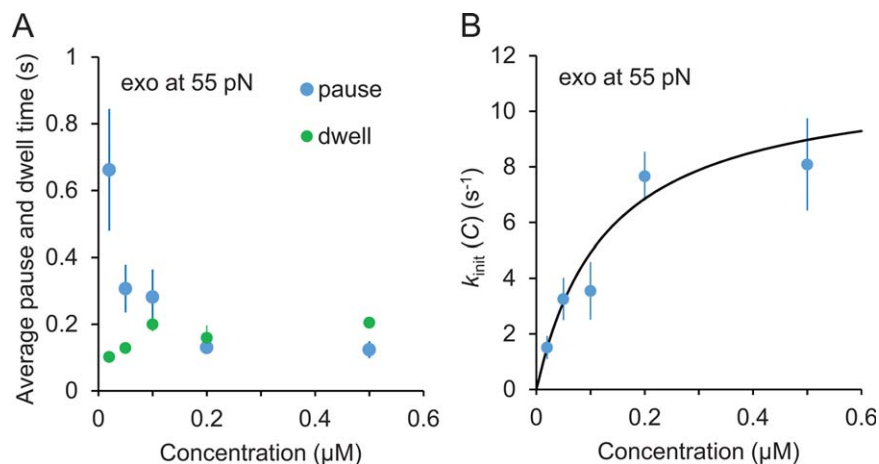 A
Average pause and dwell time (s)
1
0.8
0.6
0.4
0.2
0
exo at 55 pN
pause
dwell
0
0.2
0.4
0.6
Concentration (µM)
B
k_init (C) (s⁻¹)
12
10
8
6
4
2
0
exo at 55 pN
0
0.2
0.4
0.6
Concentration (µM)